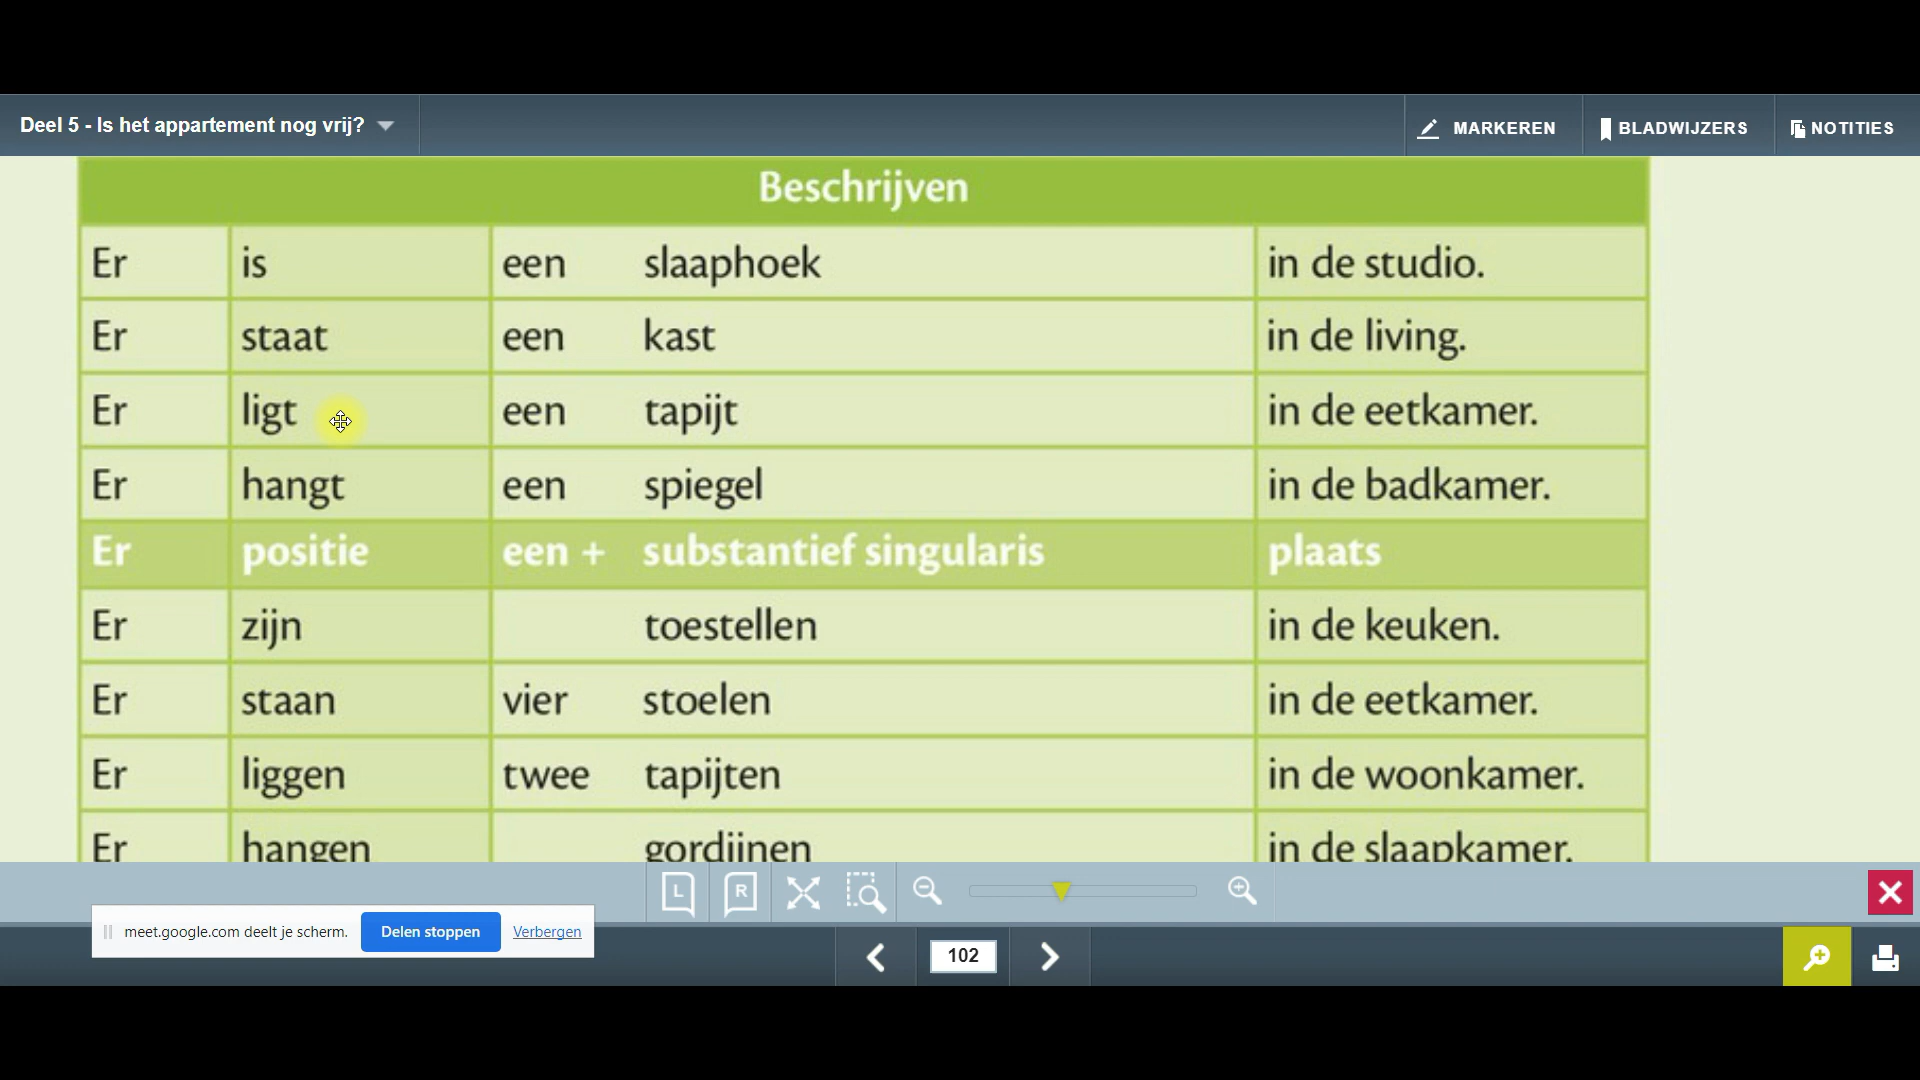 Deel 5 - Is het appartement nog vrij?
MARKEREN
BLADWIJZERS
NOTITIES
Beschrijven
Er is een slaaphoek in de studio.
Er staat een kast in de living.
Er ligt een tapijt in de eetkamer.
Er hangt een spiegel in de badkamer.
Er positie een + substantief singularis plaats
Er zijn toestellen in de keuken.
Er staan vier stoelen in de eetkamer.
Er liggen twee tapijten in de woonkamer.
Er hangen gordijnen in de slaapkamer.
L R
meet.google.com deelt je scherm. Delen stoppen Verbergen
102